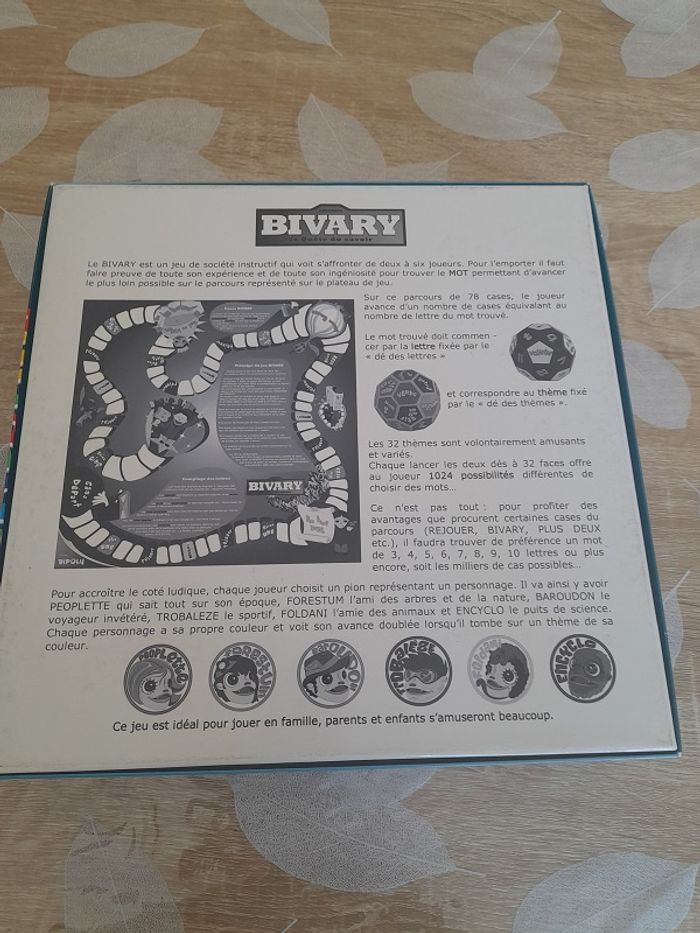 BIVARY
la Quête du savoir
Le BIVARY est un jeu de société instructif qui voit s'affronter de deux à six joueurs. Pour l'emporter il faut
faire preuve de toute son expérience et de toute son ingéniosité pour trouver le MOT permettant d'avancer
le plus loin possible sur le parcours représenté sur le plateau de jeu.
Sur ce parcours de 78 cases, le joueur
avance d'un nombre de cases équivalant au
nombre de lettre du mot trouvé.
Le mot trouvé doit commen -
cer par la lettre fixée par le
« dé des lettres »
VERBE
et correspondre au thème fixé
par le « dé des thèmes ».
Les 32 thèmes sont volontairement amusants
et variés.
Chaque lancer les deux dés à 32 faces offre
au joueur 1024 possibilités différentes de
choisir des mots...
Ce n'est pas tout : pour profiter des
avantages que procurent certaines cases du
parcours (REJOUER, BIVARY, PLUS DEUX
etc.), il faudra trouver de préférence un mot
de 3, 4, 5, 6, 7, 8, 9, 10 lettres ou plus
encore, soit les milliers de cas possibles...
Principe du jeu BIVARY
BIVARY
Case
Départ
Pour accroître le coté ludique, chaque joueur choisit un pion représentant un personnage. Il va ainsi y avoir
PEOPLETTE qui sait tout sur son époque, FORESTUM l'ami des arbres et de la nature, BAROUDON le
voyageur invétéré, TROBALEZE le sportif, FOLDANI l'amie des animaux et ENCYCLO le puits de science.
Chaque personnage a sa propre couleur et voit son avance doublée lorsqu'il tombe sur un thème de sa
couleur.
PEOPLETTE
FORESTUM
BAROUDON
TROBALEZE
FOLDANI
ENCYCLO
Ce jeu est idéal pour jouer en famille, parents et enfants s'amuseront beaucoup.